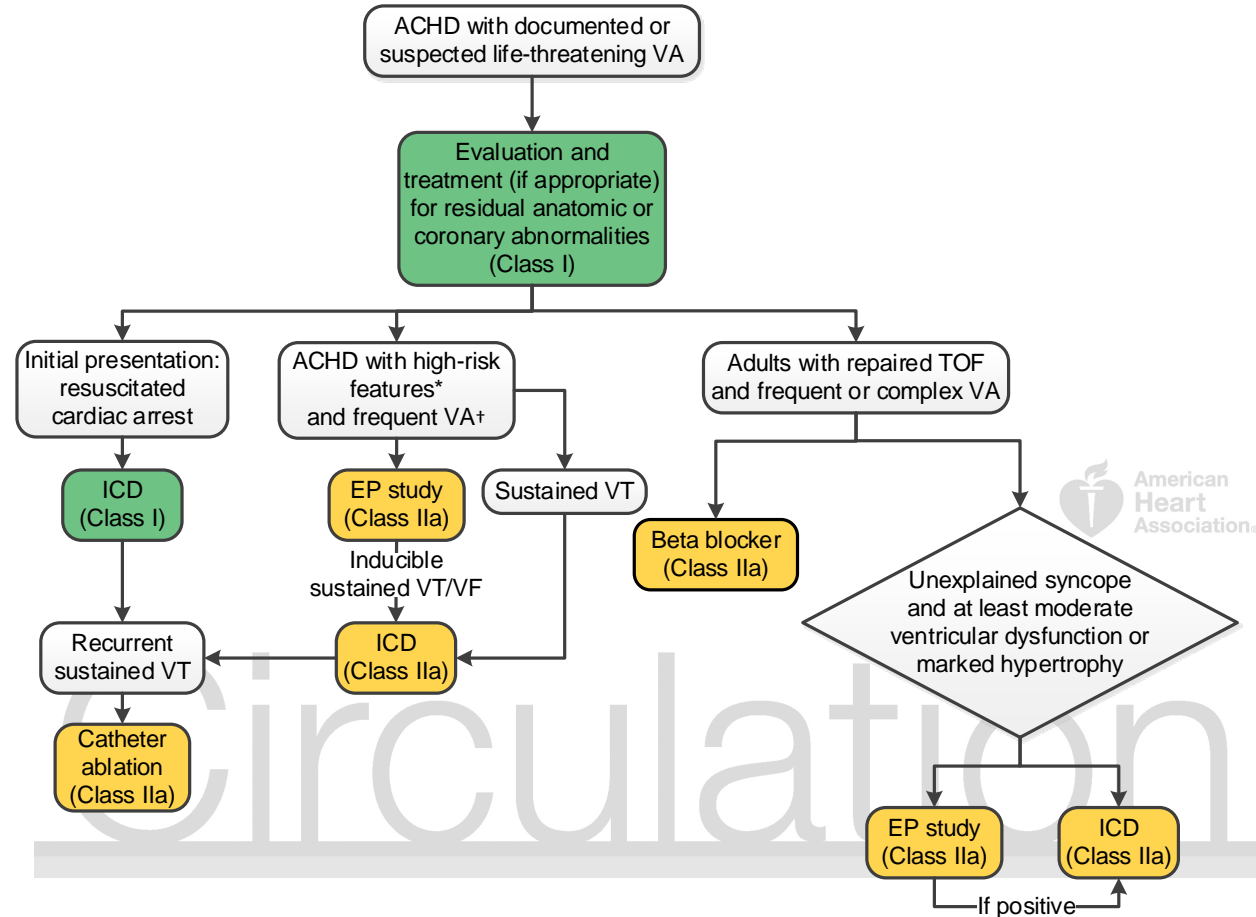 ACHD with documented or
suspected life-threatening VA
Evaluation and
treatment (if appropriate)
for residual anatomic or
coronary abnormalities
(Class I)
Initial presentation:
resuscitated
cardiac arrest
ACHD with high-risk
features*
and frequent VA†
Adults with repaired TOF
and frequent or complex VA
ICD
(Class I)
EP study
(Class IIa)
Sustained VT
Inducible
sustained VT/VF
Beta blocker
(Class IIa)
American
Heart
Association®
Unexplained syncope
and at least moderate
ventricular dysfunction or
marked hypertrophy
Recurrent
sustained VT
ICD
(Class IIa)
Catheter
ablation
(Class IIa)
EP study
(Class IIa)
ICD
(Class IIa)
If positive
Circulation